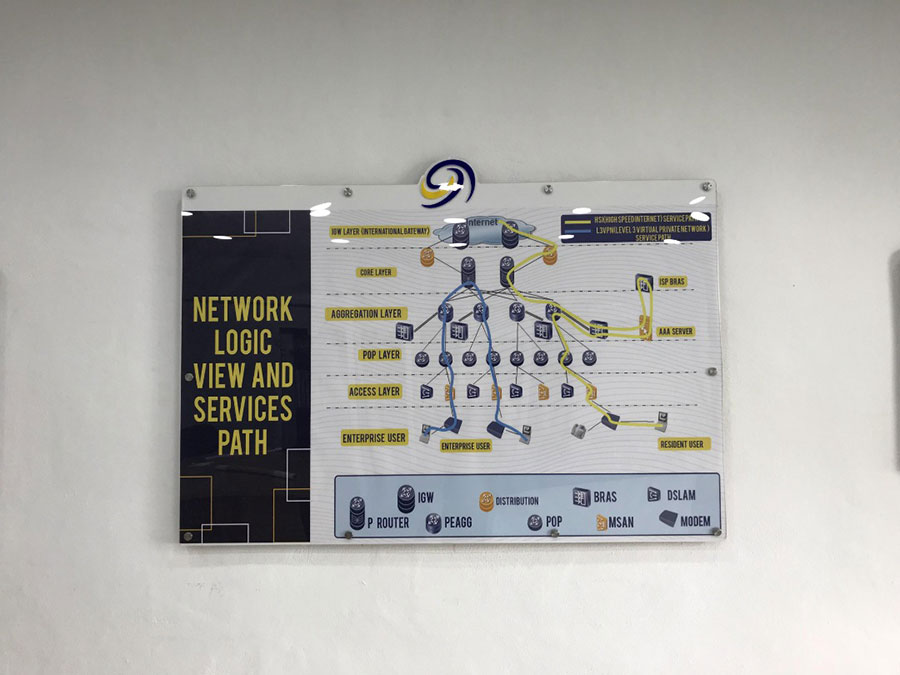 NETWORK
LOGIC
VIEW AND
SERVICES
PATH
Internet
IGW LAYER (INTERNATIONAL GATEWAY)
HSI(HIGH SPEED INTERNET) SERVICE
L3VPN(LEVEL 3 VIRTUAL PRIVATE NETWORK)
SERVICE PATH
CORE LAYER
ISP BRAS
AGGREGATION LAYER
AAA SERVER
POP LAYER
ACCESS LAYER
ENTERPRISE USER
ENTERPRISE USER
RESIDENT USER
P ROUTER
IGW
PEAGG
DISTRIBUTION
POP
BRAS
MSAN
DSLAM
MODEM